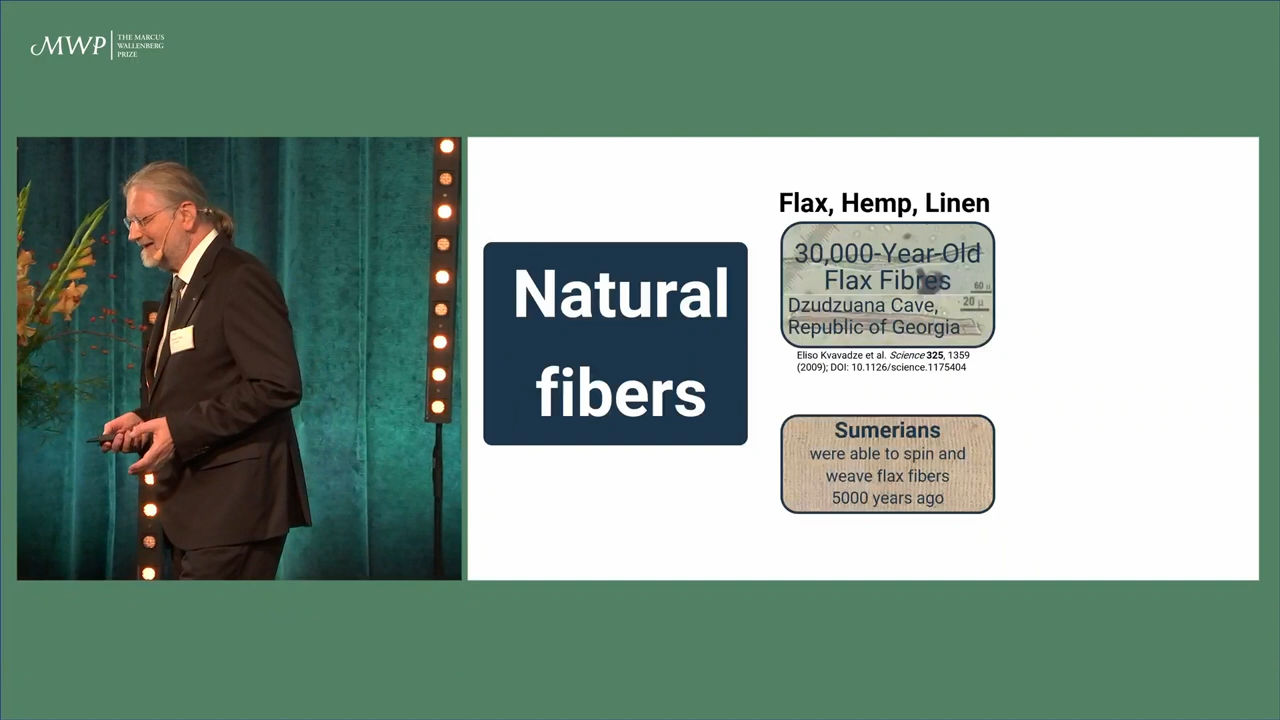 MWP
THE MARCUS
WALLENBERG
PRIZE
Natural
fibers
Flax, Hemp, Linen
30,000-Year-Old
Flax Fibres
Dzudzuana Cave,
Republic of Georgia
60 µ
20 µ
Eliso Kvavadze et al. Science 325, 1359
(2009); DOI: 10.1126/science.1175404
Sumerians
were able to spin and
weave flax fibers
5000 years ago